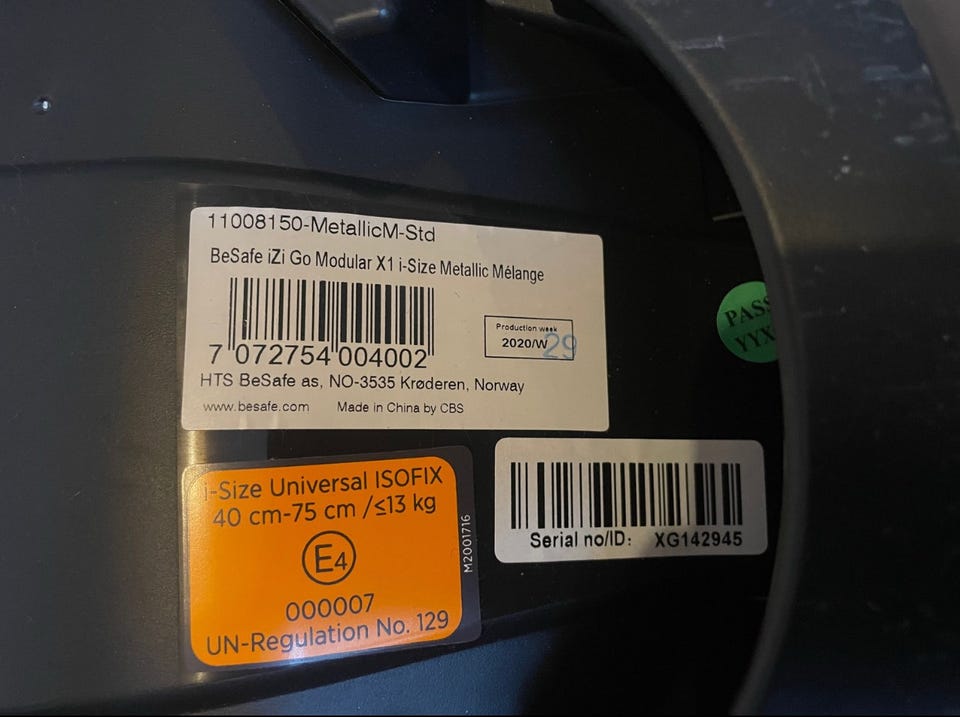 11008150-MetallicM-Std
BeSafe iZi Go Modular X1 i-Size Metallic Mélange
7 072754 004002
Production week
2020/W 29
HTS BeSafe as, NO-3535 Krøderen, Norway
www.besafe.com Made in China by CBS
PASS
YYX
i-Size Universal ISOFIX
40 cm-75 cm /≤13 kg
E4
000007
UN-Regulation No. 129
M2001716
Serial no/ID: XG142945